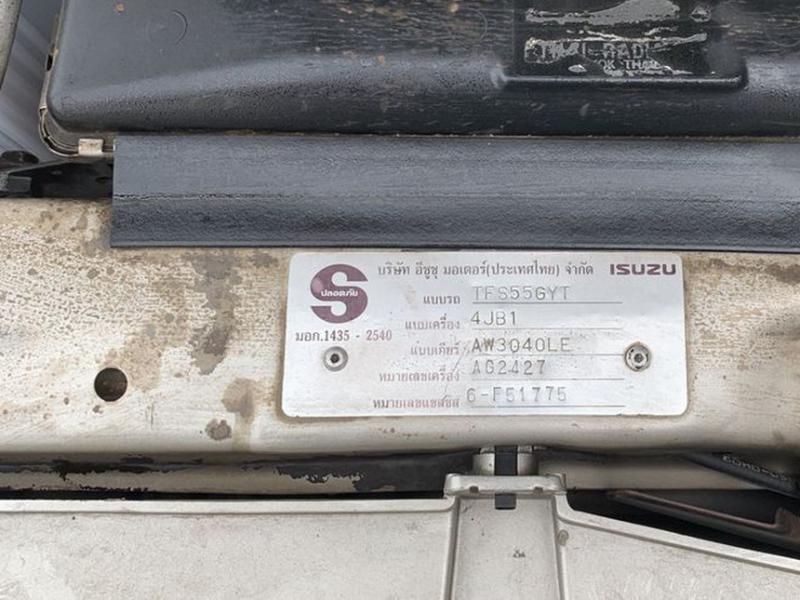 บริษัท อีซูซุ มอเตอร์(ประเทศไทย) จำกัด ISUZU
S
ปลอดภัย
มอก.1435 - 2540
แบบรถ TFS55GYT
แบบเครื่อง 4JB1
แบบเกียร์ AW3040LE
หมายเลขเครื่อง AG2427
หมายเลขแชสซีส 6-F51775